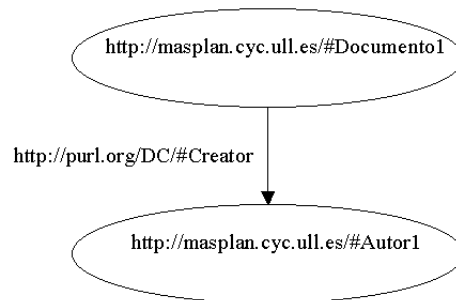 http://masplan.cyc.ull.es/#Documento1
http://purl.org/DC/#Creator
http://masplan.cyc.ull.es/#Autor1